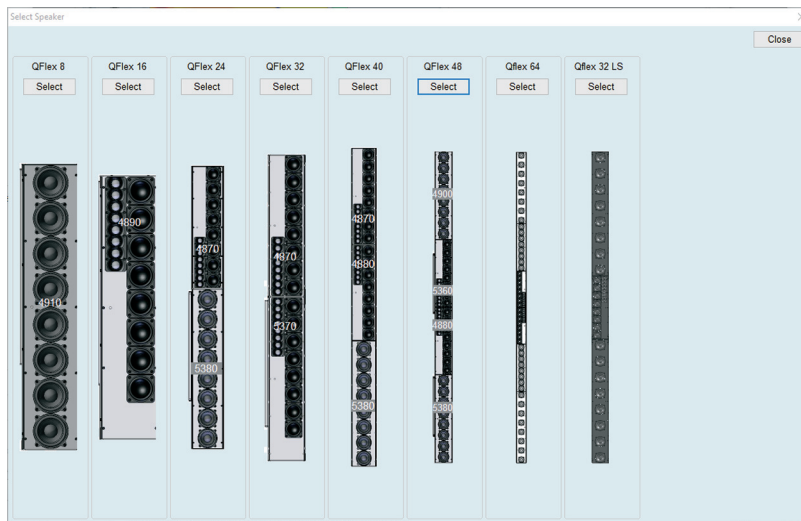 Select Speaker
Close
QFlex 8
QFlex 16
QFlex 24
QFlex 32
QFlex 40
QFlex 48
Qflex 64
Qflex 32 LS
Select
Select
Select
Select
Select
Select
Select
Select
4910
4890
4870
5380
4870
5370
4870
4880
5380
4900
5360
4880
5380